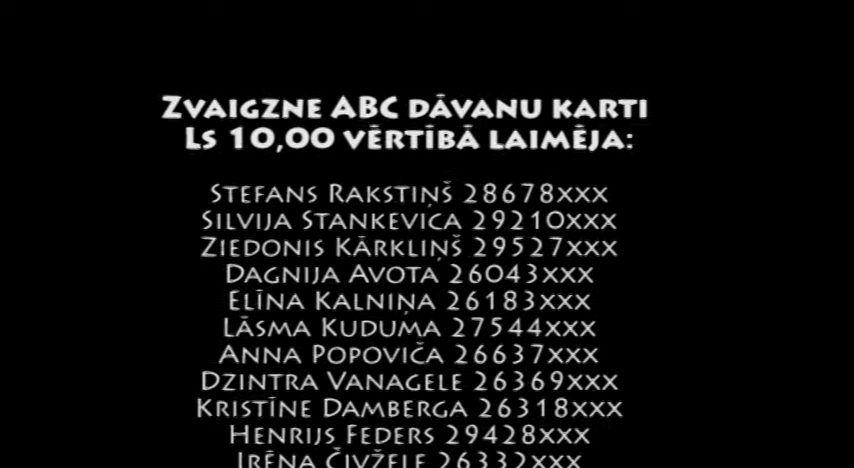 Zvaigzne ABC dāvanu karti
Ls 10,00 vērtībā laimēja:
Stefans Rakstiņš 28678xxx
Silvija Stankeviča 29210xxx
Ziedonis Kārkliņš 29527xxx
Dagnija Avota 26043xxx
Elīna Kalniņa 26183xxx
Lāsma Kuduma 27544xxx
Anna Popoviča 26637xxx
Dzintra Vanagele 26369xxx
Kristīne Damberga 26318xxx
Henrijs Feders 29428xxx
Irēna Čivžele 26332xxx